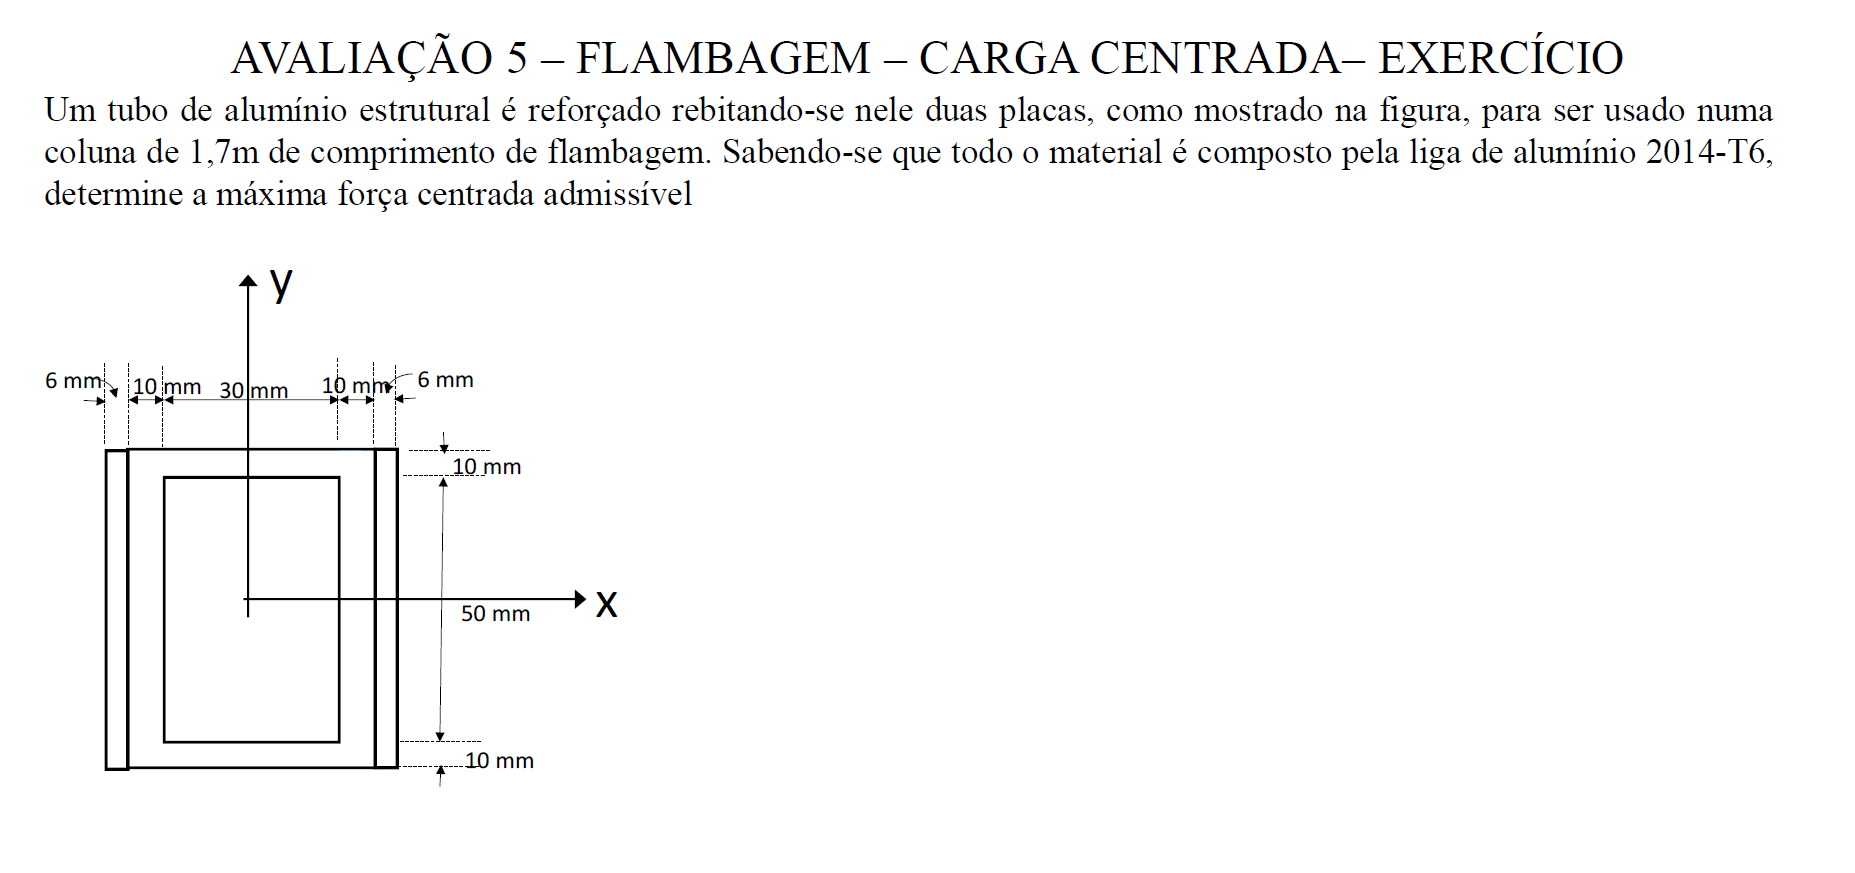 AVALIAÇÃO 5 – FLAMBAGEM – CARGA CENTRADA– EXERCÍCIO
Um tubo de alumínio estrutural é reforçado rebitando-se nele duas placas, como mostrado na figura, para ser usado numa
coluna de 1,7m de comprimento de flambagem. Sabendo-se que todo o material é composto pela liga de alumínio 2014-T6,
determine a máxima força centrada admissível
y
6 mm 10 mm 30 mm 10 mm 6 mm
10 mm
x
50 mm
10 mm